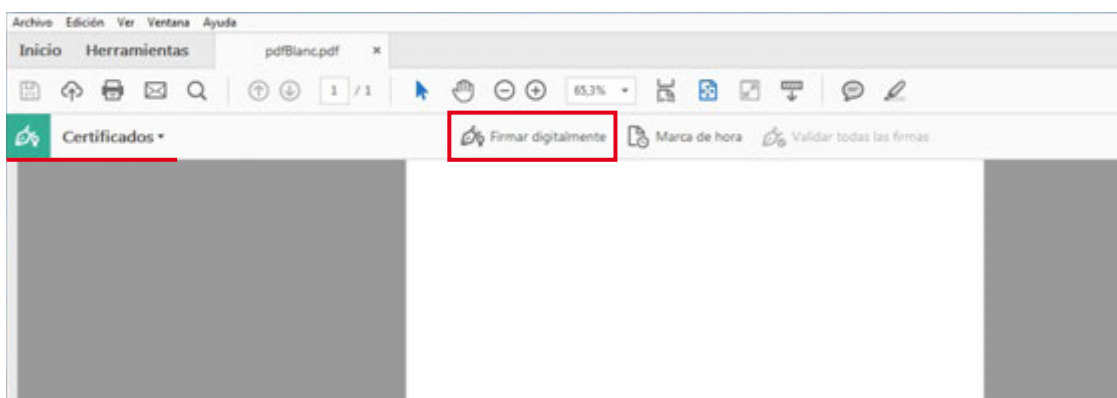 Archivo Edición Ver Ventana Ayuda
Inicio Herramientas pdfBlanc.pdf ×
1 / 1 65,3%
Certificados Firmar digitalmente Marca de hora Validar todas las firmas